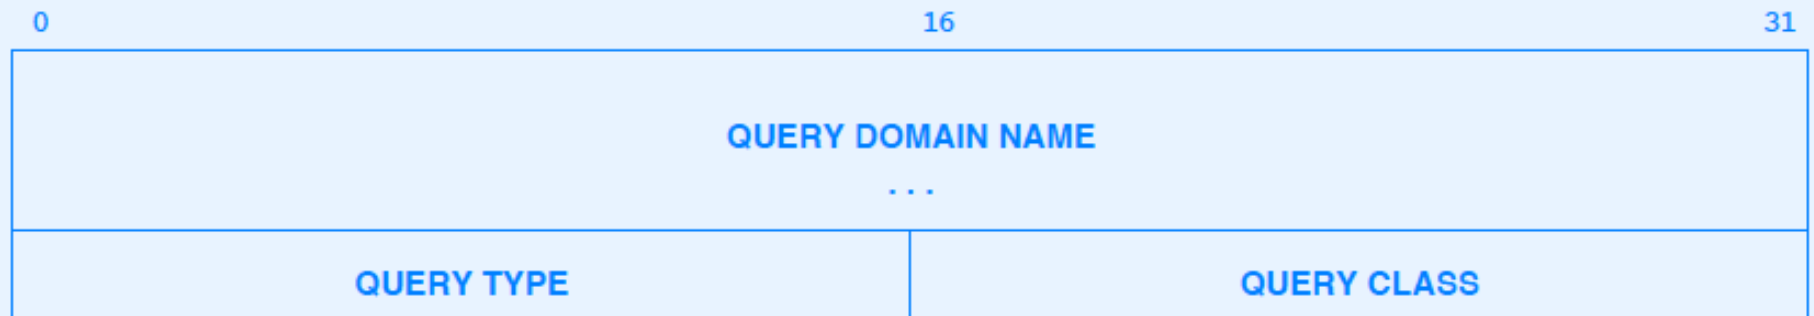 0 16 31
QUERY DOMAIN NAME
. . .
QUERY TYPE QUERY CLASS